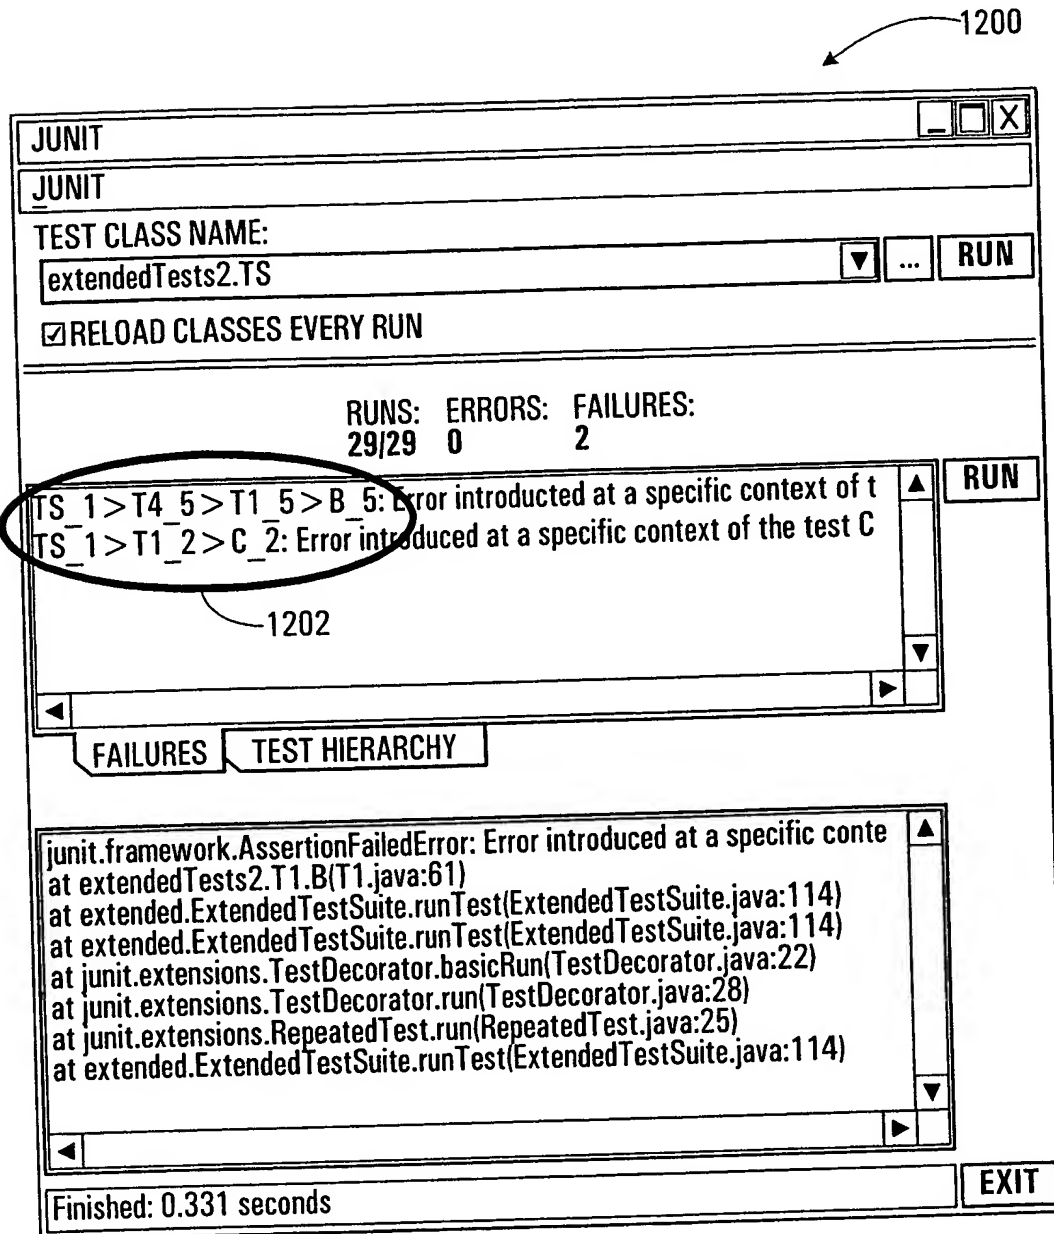 1200
JUNIT
JUNIT
TEST CLASS NAME:
extendedTests2.TS
... RUN
RELOAD CLASSES EVERY RUN
RUNS: ERRORS: FAILURES:
29/29 0 2
TS_1>T4_5>T1_5>B_5: Error introducted at a specific context of t
RUN
TS_1>T1_2>C_2: Error introduced at a specific context of the test C
1202
FAILURES TEST HIERARCHY
junit.framework.AssertionFailedError: Error introduced at a specific conte
at extendedTests2.T1.B(T1.java:61)
at extended.ExtendedTestSuite.runTest(ExtendedTestSuite.java:114)
at extended.ExtendedTestSuite.runTest(ExtendedTestSuite.java:114)
at junit.extensions.TestDecorator.basicRun(TestDecorator.java:22)
at junit.extensions.TestDecorator.run(TestDecorator.java:28)
at junit.extensions.RepeatedTest.run(RepeatedTest.java:25)
at extended.ExtendedTestSuite.runTest(ExtendedTestSuite.java:114)
Finished: 0.331 seconds
EXIT